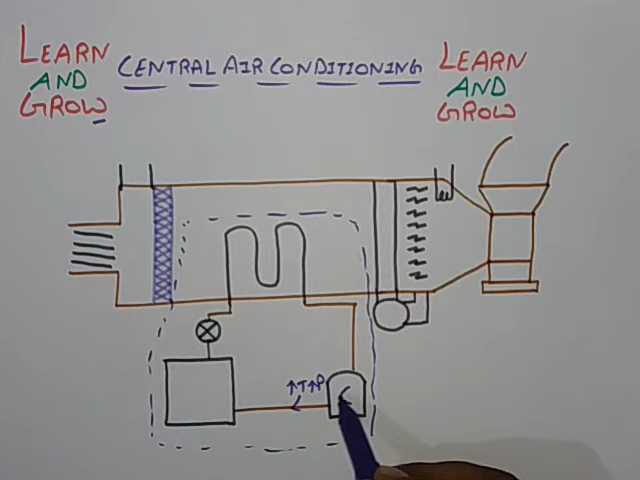 LEARN
AND
GROW
CENTRAL AIR CONDITIONING
LEARN
AND
GROW
↑T↑P
C